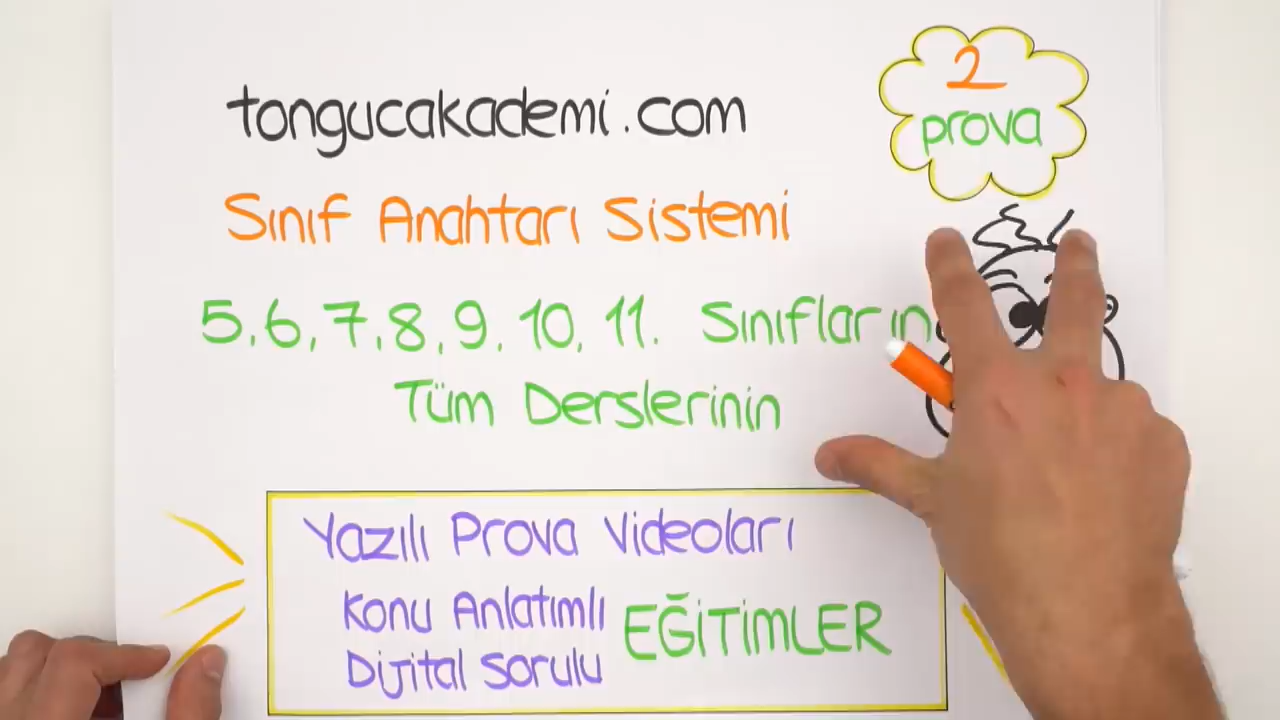 tongucakademi.com
2
prova
Sınıf Anahtarı Sistemi
5, 6, 7, 8, 9, 10, 11. Sınıfların
Tüm Derslerinin
Yazılı Prova Videoları
Konu Anlatımlı
Dijital Sorulu
EĞİTİMLER